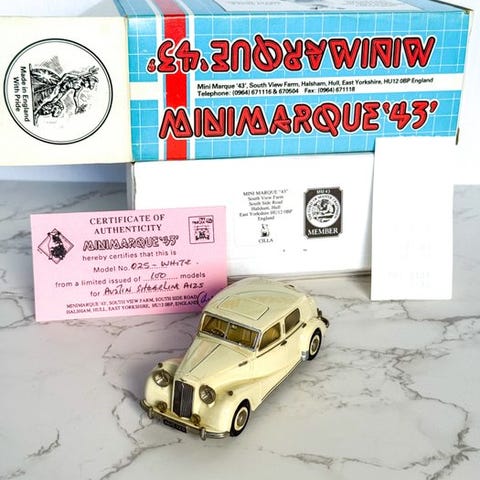 MINIMARQUE '43'
Mini Marque '43', South View Farm, Halsham, Hull, East Yorkshire, HU12 0BP England
Telephone: (0964) 671116 & 670504 Fax: (0964) 671118
MINIMARQUE '43'
Made in England
With Pride
MINI MARQUE "43"
South View Farm
South Side Road
Halsham, Hull
East Yorkshire HU12 0BP
England
CILLA
MEMBER
CERTIFICATE OF
AUTHENTICITY
MINIMARQUE '43'
hereby certifies that this is
Model No. 025 - WHITE
from a limited issued of 100 models
for AUSTIN SHEERLINE A125
MINIMARQUE '43', SOUTH VIEW FARM, SOUTH SIDE ROAD
HALSHAM, HULL, EAST YORKSHIRE, HU12 0BP, ENGLAND